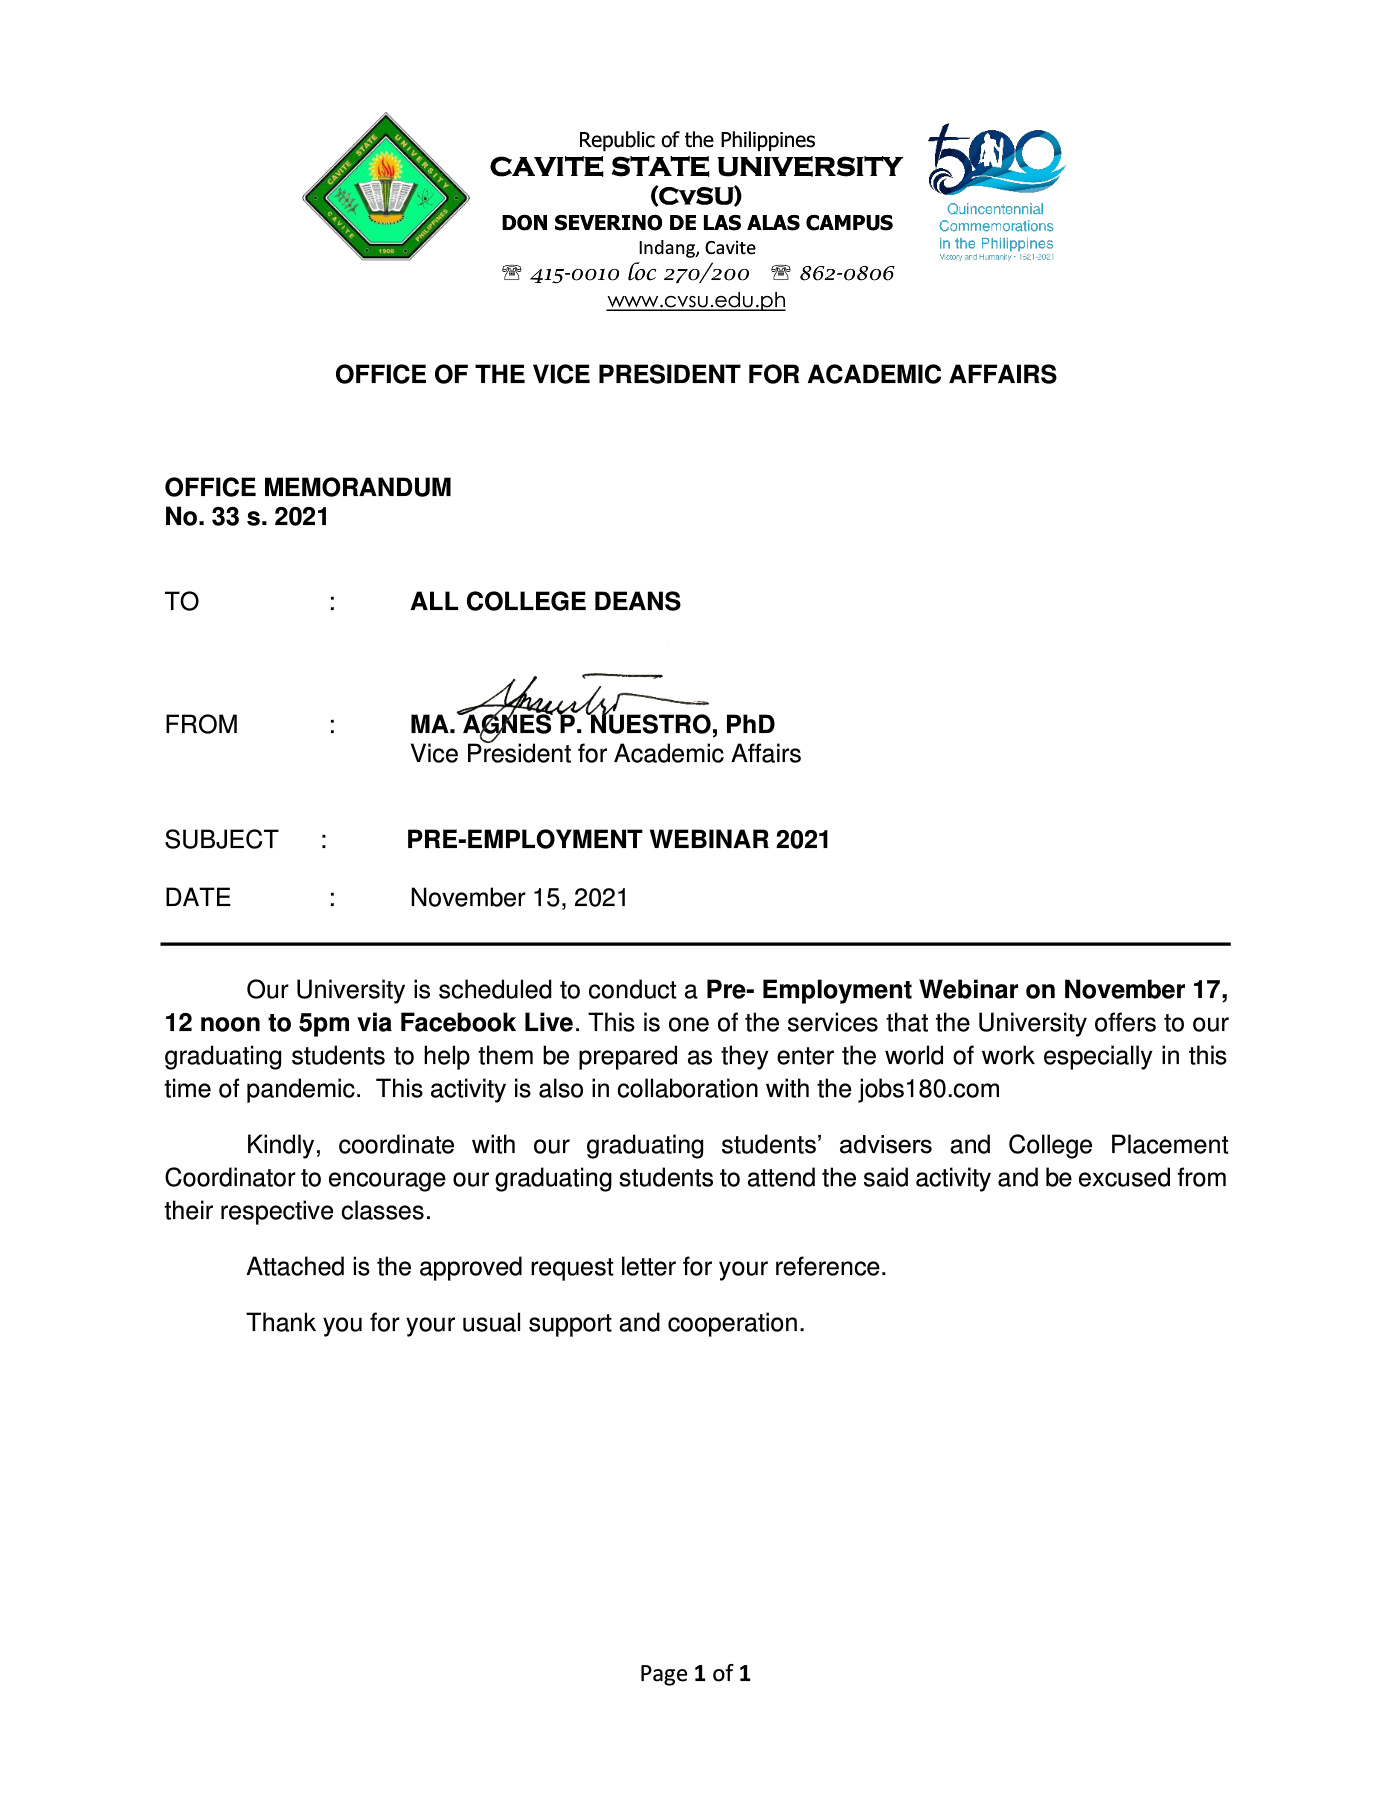 CAVITE STATE UNIVERSITY
CAVITE PHILIPPINES
1906
Republic of the Philippines
CAVITE STATE UNIVERSITY
(CvSU)
DON SEVERINO DE LAS ALAS CAMPUS
Indang, Cavite
☏ 415-0010 loc 270/200 ☏ 862-0806
www.cvsu.edu.ph
500
Quincentennial
Commemorations
in the Philippines
Victory and Humanity • 1521-2021
OFFICE OF THE VICE PRESIDENT FOR ACADEMIC AFFAIRS
OFFICE MEMORANDUM
No. 33 s. 2021
TO : ALL COLLEGE DEANS
FROM : MA. AGNES P. NUESTRO, PhD
Vice President for Academic Affairs
SUBJECT : PRE-EMPLOYMENT WEBINAR 2021
DATE : November 15, 2021
Our University is scheduled to conduct a Pre- Employment Webinar on November 17,
12 noon to 5pm via Facebook Live. This is one of the services that the University offers to our
graduating students to help them be prepared as they enter the world of work especially in this
time of pandemic.  This activity is also in collaboration with the jobs180.com
Kindly, coordinate with our graduating students’ advisers and College Placement
Coordinator to encourage our graduating students to attend the said activity and be excused from
their respective classes.
Attached is the approved request letter for your reference.
Thank you for your usual support and cooperation.
Page 1 of 1